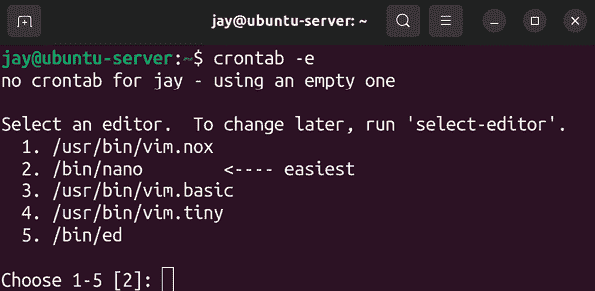 jay@ubuntu-server: ~
jay@ubuntu-server:~$ crontab -e
no crontab for jay - using an empty one
Select an editor.  To change later, run 'select-editor'.
  1. /usr/bin/vim.nox
  2. /bin/nano        <---- easiest
  3. /usr/bin/vim.basic
  4. /usr/bin/vim.tiny
  5. /bin/ed
Choose 1-5 [2]: